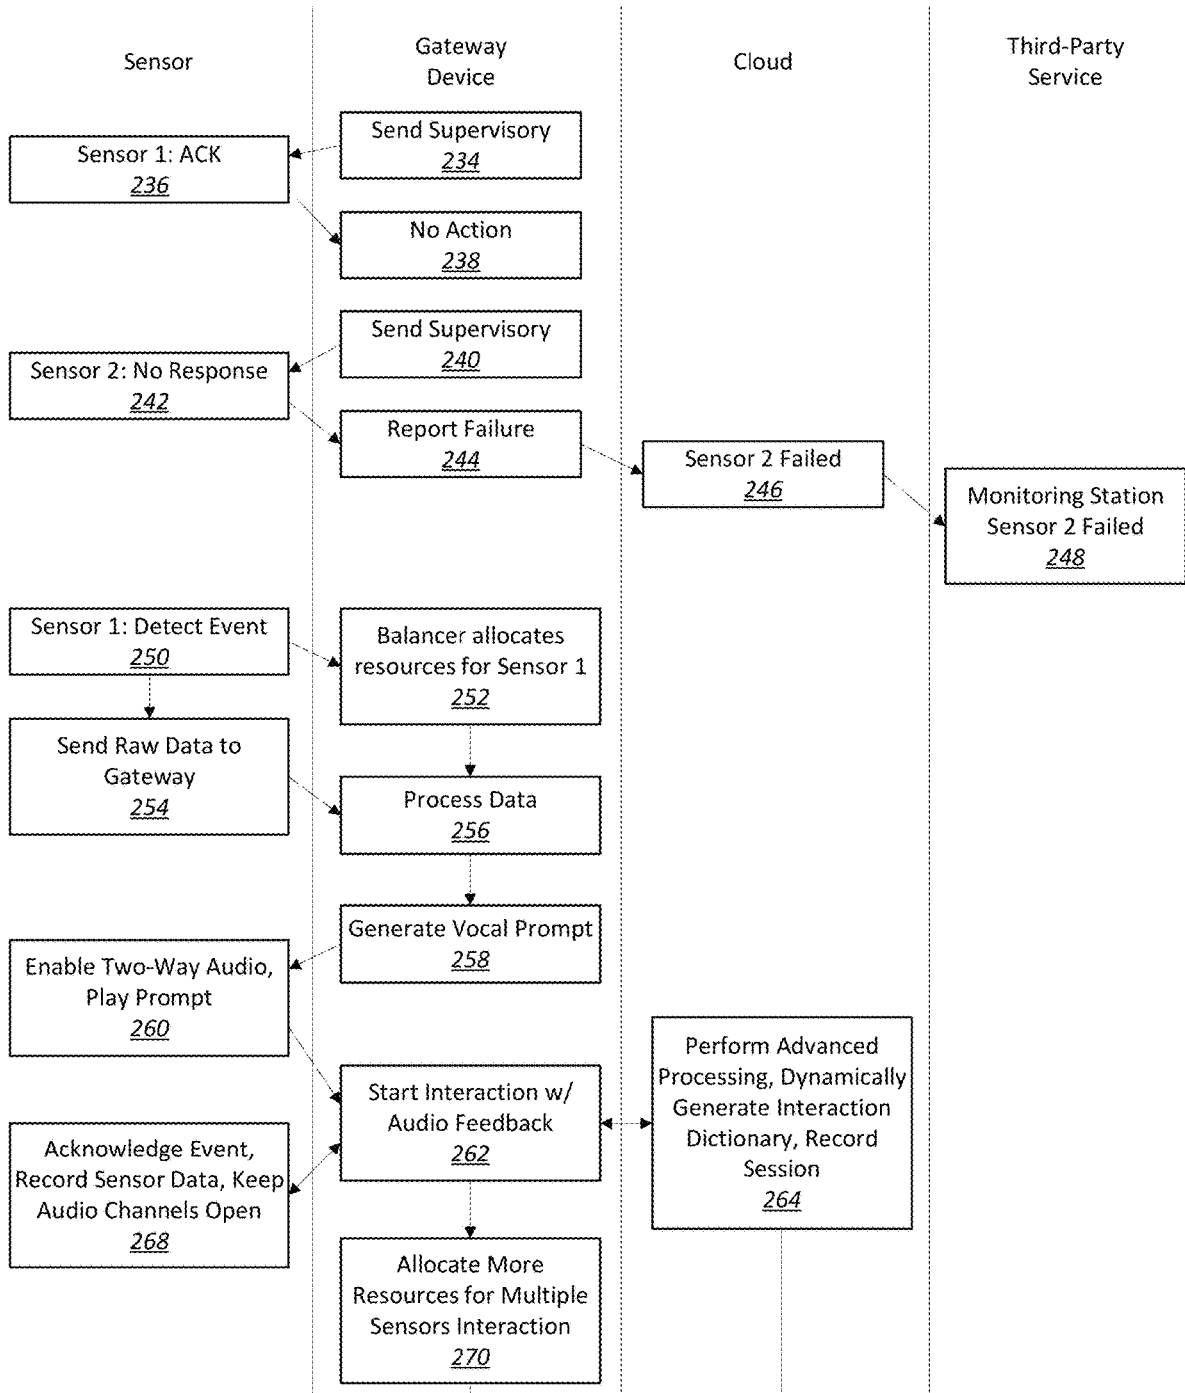 Sensor
Gateway
Device
Cloud
Third-Party
Service
Send Supervisory
234
Sensor 1: ACK
236
No Action
238
Send Supervisory
240
Sensor 2: No Response
242
Report Failure
244
Sensor 2 Failed
246
Monitoring Station
Sensor 2 Failed
248
Sensor 1: Detect Event
250
Balancer allocates
resources for Sensor 1
252
Send Raw Data to
Gateway
254
Process Data
256
Generate Vocal Prompt
258
Enable Two-Way Audio,
Play Prompt
260
Start Interaction w/
Audio Feedback
262
Perform Advanced
Processing, Dynamically
Generate Interaction
Dictionary, Record
Session
264
Acknowledge Event,
Record Sensor Data, Keep
Audio Channels Open
268
Allocate More
Resources for Multiple
Sensors Interaction
270